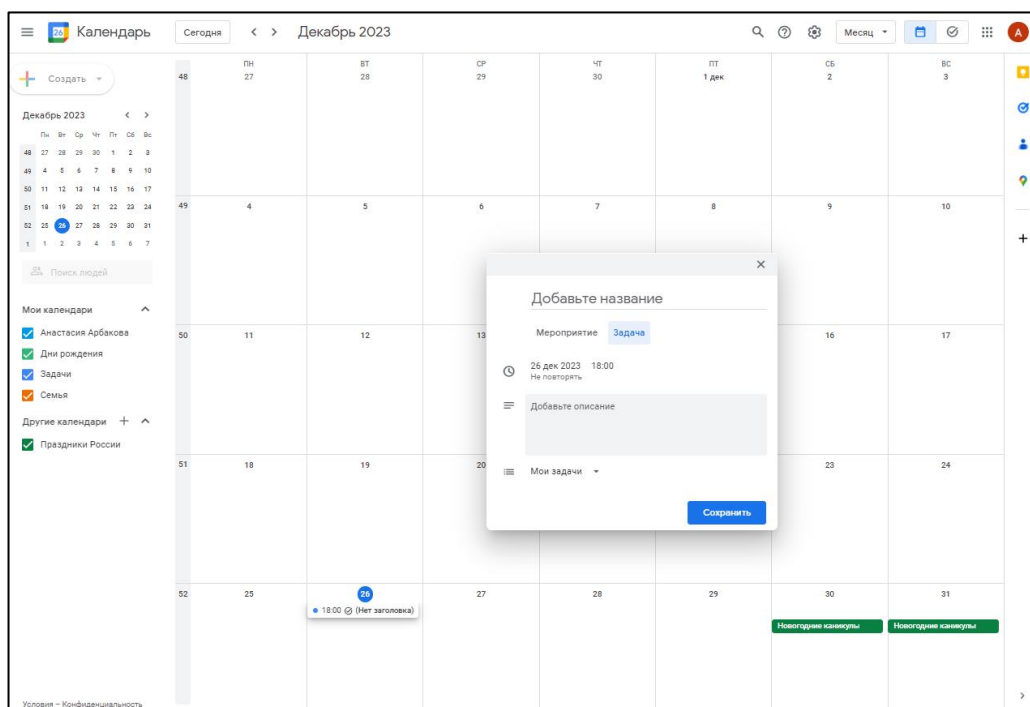 26 Календарь Сегодня Декабрь 2023 Месяц А
Создать
Декабрь 2023
Пн Вт Ср Чт Пт Сб Вс
48 27 28 29 30 1 2 3
49 4 5 6 7 8 9 10
50 11 12 13 14 15 16 17
51 18 19 20 21 22 23 24
52 25 26 27 28 29 30 31
1 1 2 3 4 5 6 7
Поиск людей
Мои календари
Анастасия Арбакова
Дни рождения
Задачи
Семья
Другие календари
Праздники России
Условия – Конфиденциальность
ПН ВТ СР ЧТ ПТ СБ ВС
48 27 28 29 30 1 дек 2 3
49 4 5 6 7 8 9 10
50 11 12 13 16 17
51 18 19 20 23 24
52 25 26 27 28 29 30 31
18:00 (Нет заголовка)
Новогодние каникулы Новогодние каникулы
Добавьте название
Мероприятие Задача
26 дек 2023 18:00
Не повторять
Добавьте описание
Мои задачи
Сохранить